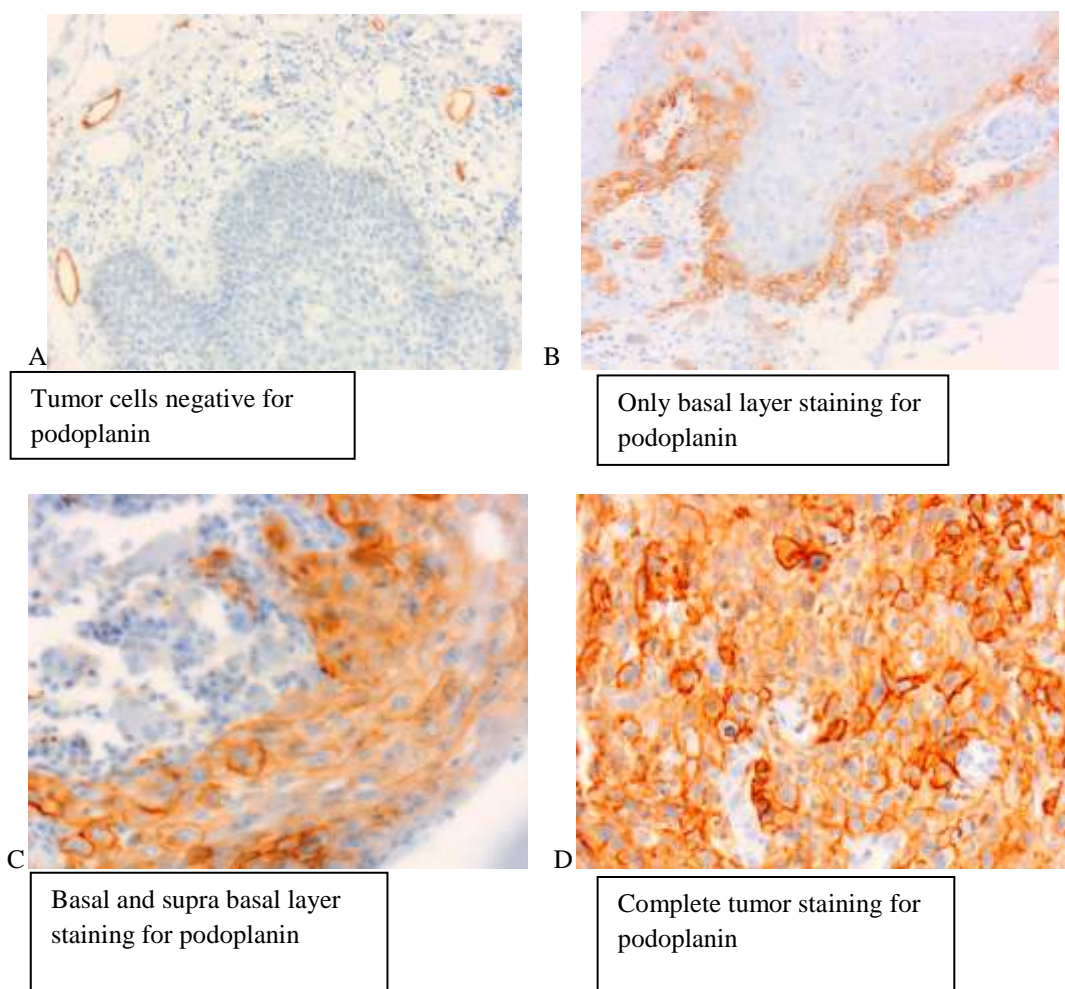 A
Tumor cells negative for
podoplanin
B
Only basal layer staining for
podoplanin
C
Basal and supra basal layer
staining for podoplanin
D
Complete tumor staining for
podoplanin